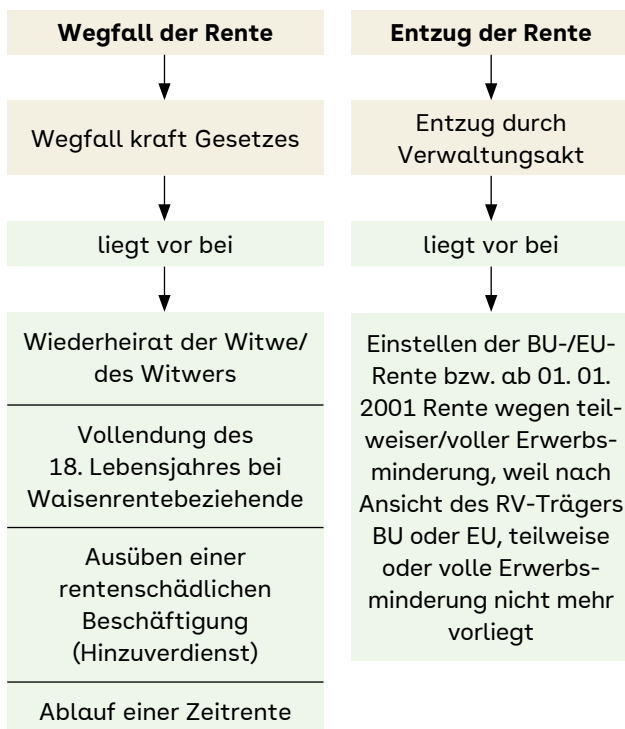 Wegfall der Rente
Wegfall kraft Gesetzes
liegt vor bei
Wiederheirat der Witwe/
des Witwers
Vollendung des
18. Lebensjahres bei
Waisenrentebeziehende
Ausüben einer
rentenschädlichen
Beschäftigung
(Hinzuverdienst)
Ablauf einer Zeitrente
Entzug der Rente
Entzug durch
Verwaltungsakt
liegt vor bei
Einstellen der BU-/EU-
Rente bzw. ab 01. 01.
2001 Rente wegen teil-
weiser/voller Erwerbs-
minderung, weil nach
Ansicht des RV-Trägers
BU oder EU, teilweise
oder volle Erwerbs-
minderung nicht mehr
vorliegt